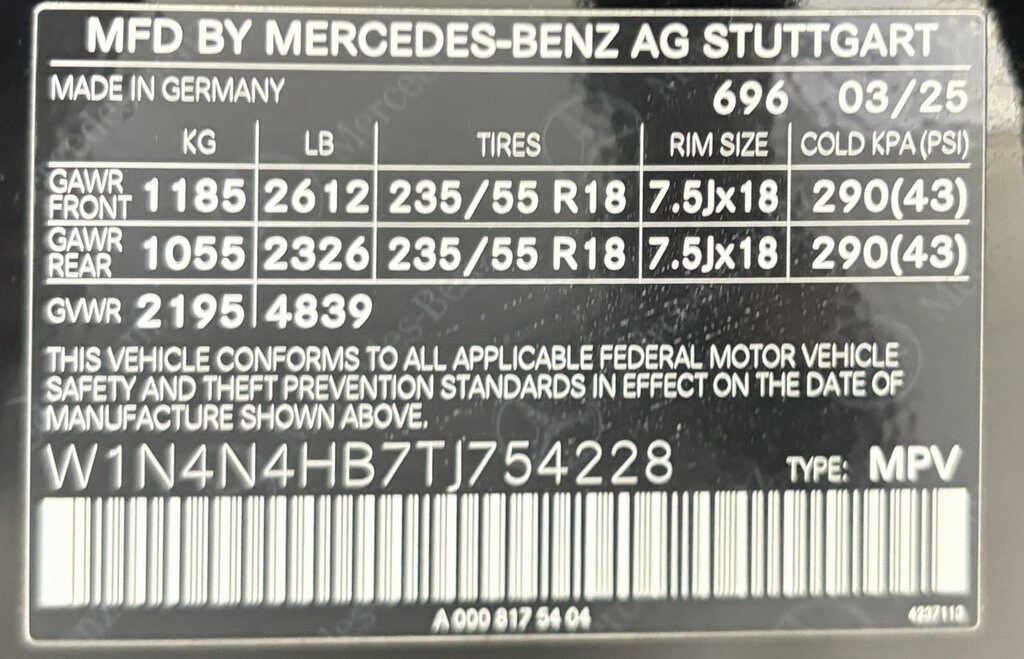 MFD BY MERCEDES-BENZ AG STUTTGART
MADE IN GERMANY 696 03/25
KG LB TIRES RIM SIZE COLD KPA (PSI)
GAWR FRONT 1185 2612 235/55 R18 7.5Jx18 290(43)
GAWR REAR 1055 2326 235/55 R18 7.5Jx18 290(43)
GVWR 2195 4839
THIS VEHICLE CONFORMS TO ALL APPLICABLE FEDERAL MOTOR VEHICLE
SAFETY AND THEFT PREVENTION STANDARDS IN EFFECT ON THE DATE OF
MANUFACTURE SHOWN ABOVE.
W1N4N4HB7TJ754228 TYPE: MPV
A 000 817 54 04 4237113